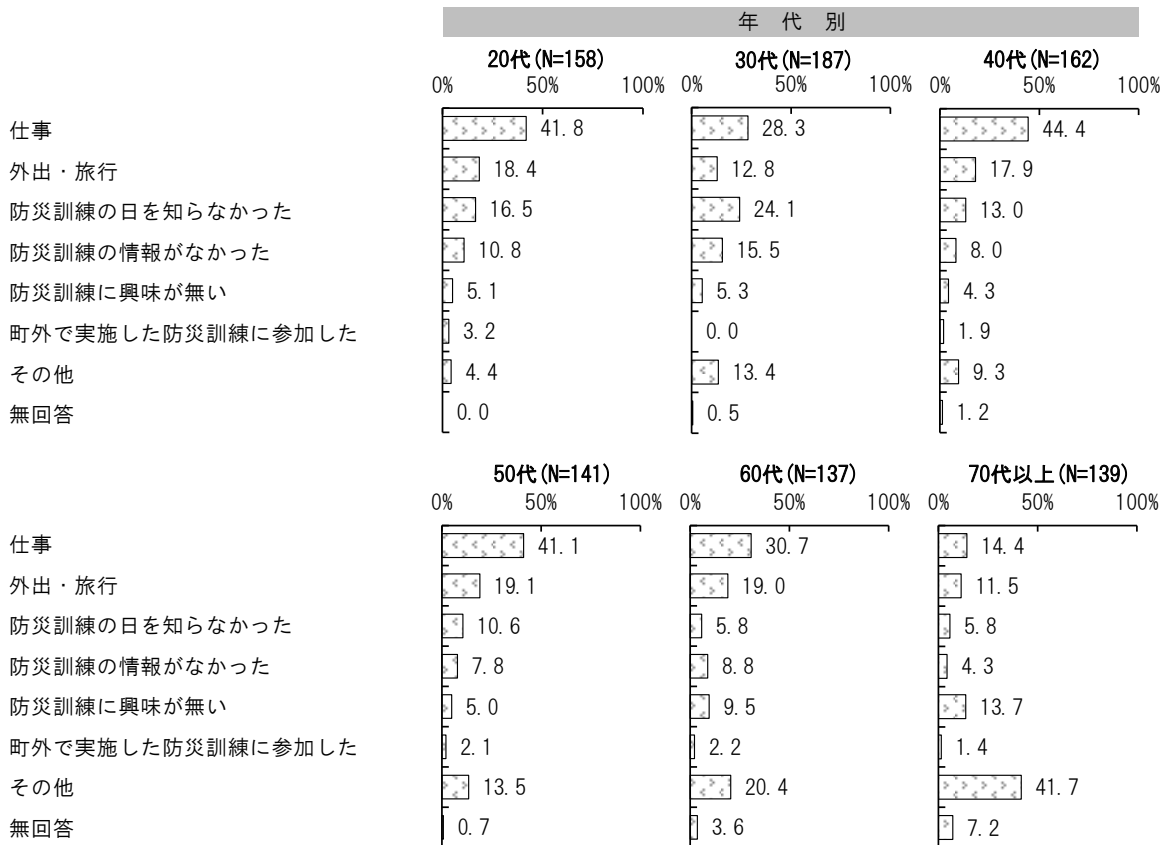 年 代 別
20代(N=158) 30代(N=187) 40代(N=162)
0% 50% 100% 0% 50% 100% 0% 50% 100%
仕事 41.8 28.3 44.4
外出・旅行 18.4 12.8 17.9
防災訓練の日を知らなかった 16.5 24.1 13.0
防災訓練の情報がなかった 10.8 15.5 8.0
防災訓練に興味が無い 5.1 5.3 4.3
町外で実施した防災訓練に参加した 3.2 0.0 1.9
その他 4.4 13.4 9.3
無回答 0.0 0.5 1.2
50代(N=141) 60代(N=137) 70代以上(N=139)
0% 50% 100% 0% 50% 100% 0% 50% 100%
仕事 41.1 30.7 14.4
外出・旅行 19.1 19.0 11.5
防災訓練の日を知らなかった 10.6 5.8 5.8
防災訓練の情報がなかった 7.8 8.8 4.3
防災訓練に興味が無い 5.0 9.5 13.7
町外で実施した防災訓練に参加した 2.1 2.2 1.4
その他 13.5 20.4 41.7
無回答 0.7 3.6 7.2